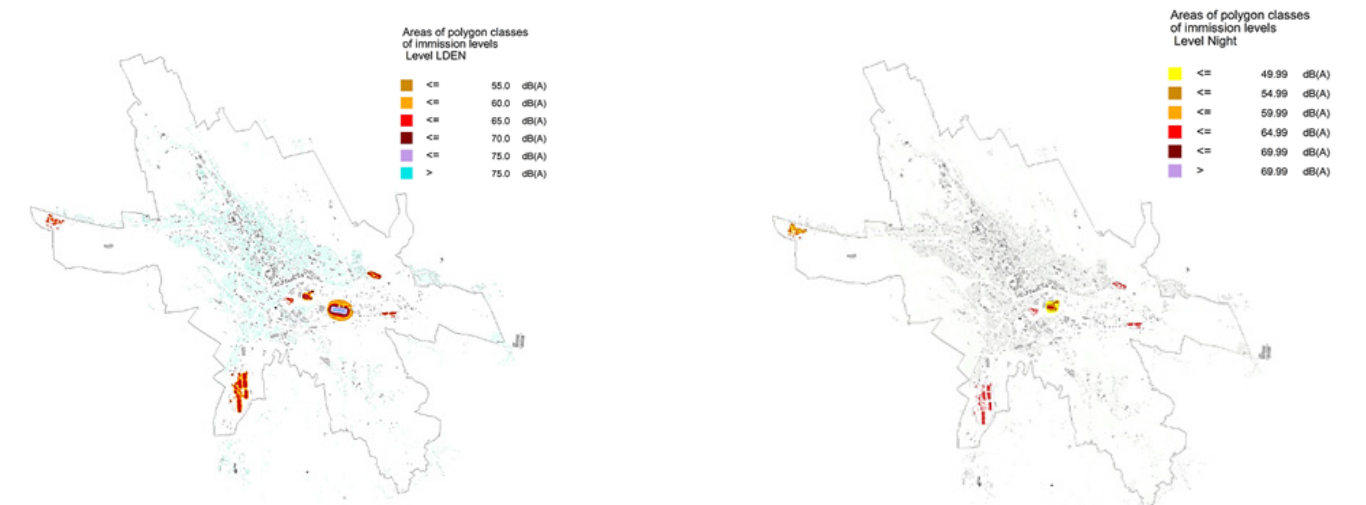 Areas of polygon classes
of immission levels
Level LDEN
<= 55.0 dB(A)
<= 60.0 dB(A)
<= 65.0 dB(A)
<= 70.0 dB(A)
<= 75.0 dB(A)
> 75.0 dB(A)
Areas of polygon classes
of immission levels
Level Night
<= 49.99 dB(A)
<= 54.99 dB(A)
<= 59.99 dB(A)
<= 64.99 dB(A)
<= 69.99 dB(A)
> 69.99 dB(A)